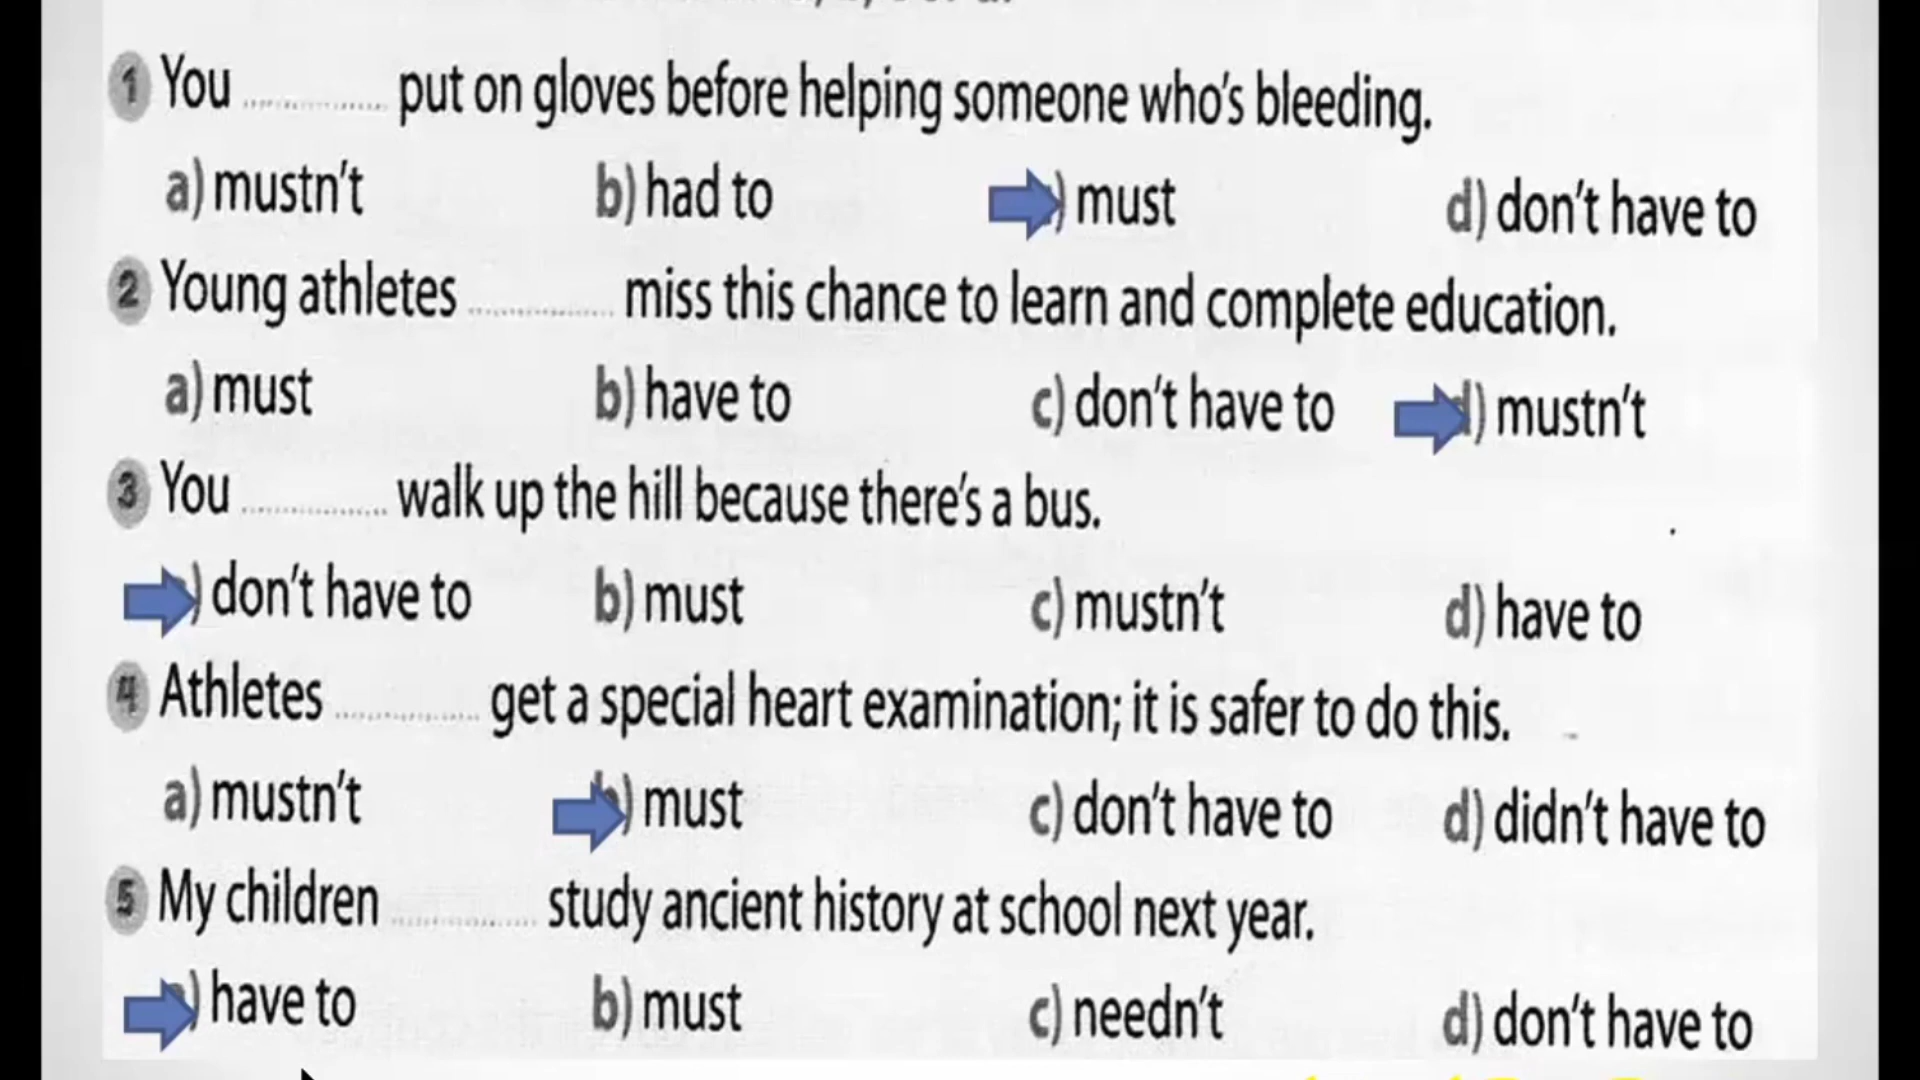 1 You ............ put on gloves before helping someone who's bleeding.
a) mustn't b) had to ) must d) don't have to
2 Young athletes ............ miss this chance to learn and complete education.
a) must b) have to c) don't have to d) mustn't
3 You ............ walk up the hill because there's a bus.
) don't have to b) must c) mustn't d) have to
4 Athletes ............ get a special heart examination; it is safer to do this.
a) mustn't b) must c) don't have to d) didn't have to
5 My children ............ study ancient history at school next year.
) have to b) must c) needn't d) don't have to